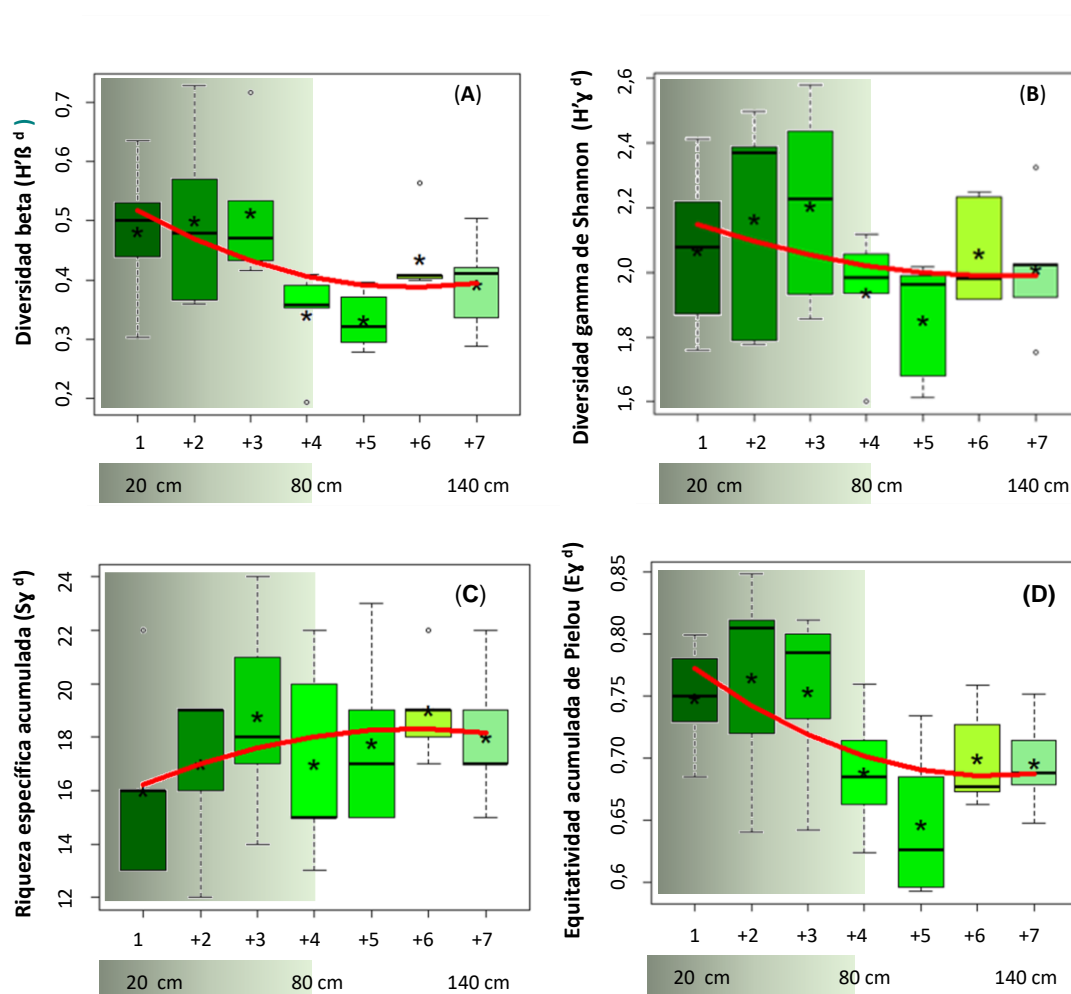 (A)
Diversidad beta (H'ß ᵈ )
0,7
0,6
0,5
0,4
0,3
0,2
1 +2 +3 +4 +5 +6 +7
20 cm 80 cm 140 cm
(B)
Diversidad gamma de Shannon (H'ɣ ᵈ)
2,6
2,4
2,2
2,0
1,8
1,6
1 +2 +3 +4 +5 +6 +7
20 cm 80 cm 140 cm
(C)
Riqueza específica acumulada (Sɣ ᵈ)
24
22
20
18
16
14
12
1 +2 +3 +4 +5 +6 +7
20 cm 80 cm 140 cm
(D)
Equitatividad acumulada de Pielou (Eɣ ᵈ)
0,85
0,80
0,75
0,70
0,65
0,6
1 +2 +3 +4 +5 +6 +7
20 cm 80 cm 140 cm